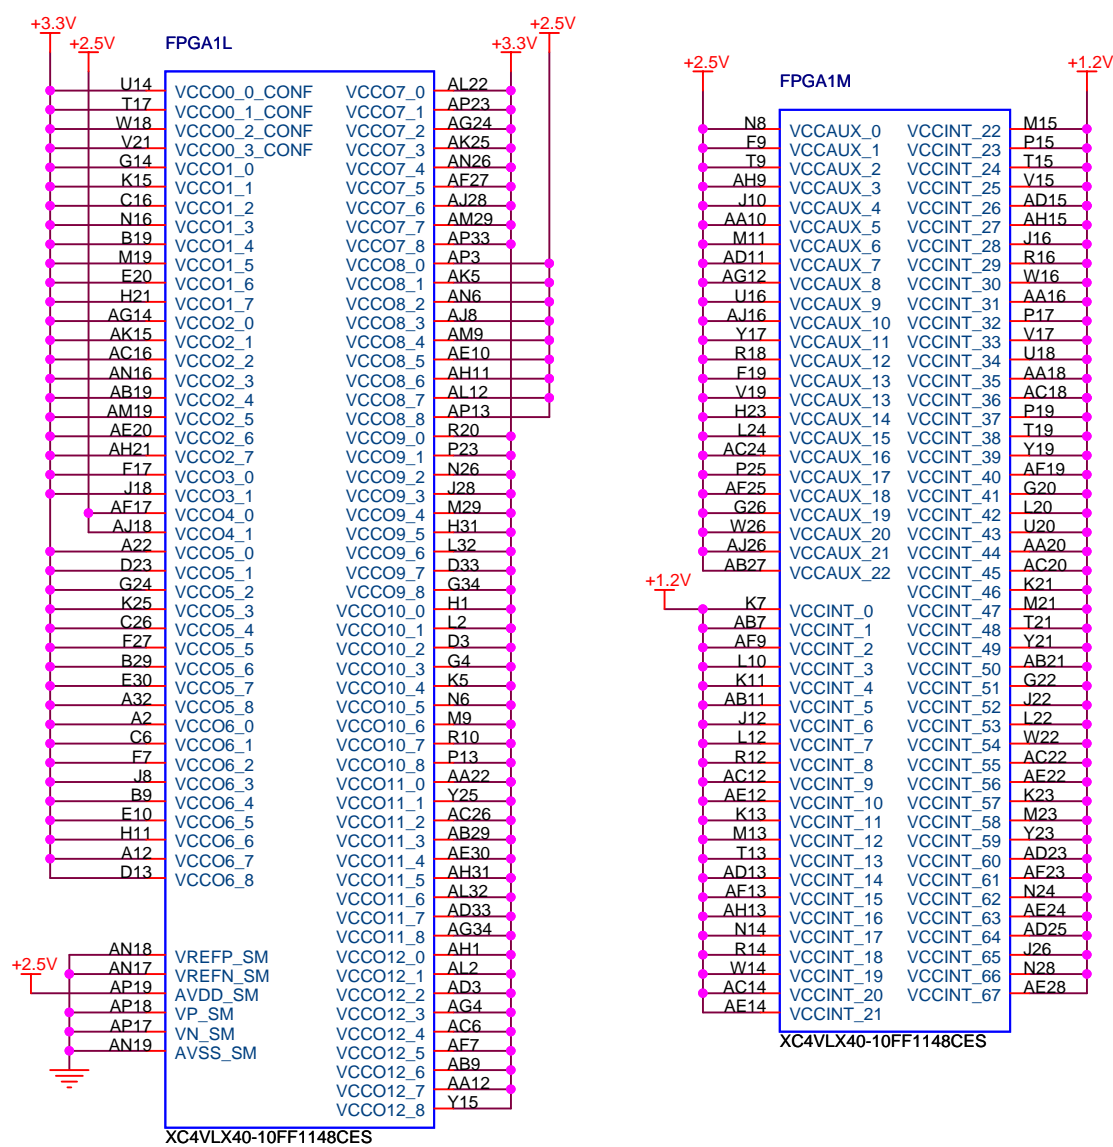 +3.3V +2.5V +3.3V +2.5V
FPGA1L
U14 VCCO0_0_CONF VCCO7_0 AL22
T17 VCCO0_1_CONF VCCO7_1 AP23
W18 VCCO0_2_CONF VCCO7_2 AG24
V21 VCCO0_3_CONF VCCO7_3 AK25
G14 VCCO1_0 VCCO7_4 AN26
K15 VCCO1_1 VCCO7_5 AF27
C16 VCCO1_2 VCCO7_6 AJ28
N16 VCCO1_3 VCCO7_7 AM29
B19 VCCO1_4 VCCO7_8 AP33
M19 VCCO1_5 VCCO8_0 AP3
E20 VCCO1_6 VCCO8_1 AK5
H21 VCCO1_7 VCCO8_2 AN6
AG14 VCCO2_0 VCCO8_3 AJ8
AK15 VCCO2_1 VCCO8_4 AM9
AC16 VCCO2_2 VCCO8_5 AE10
AN16 VCCO2_3 VCCO8_6 AH11
AB19 VCCO2_4 VCCO8_7 AL12
AM19 VCCO2_5 VCCO8_8 AP13
AE20 VCCO2_6 VCCO9_0 R20
AH21 VCCO2_7 VCCO9_1 P23
F17 VCCO3_0 VCCO9_2 N26
J18 VCCO3_1 VCCO9_3 J28
AF17 VCCO4_0 VCCO9_4 M29
AJ18 VCCO4_1 VCCO9_5 H31
A22 VCCO5_0 VCCO9_6 L32
D23 VCCO5_1 VCCO9_7 D33
G24 VCCO5_2 VCCO9_8 G34
K25 VCCO5_3 VCCO10_0 H1
C26 VCCO5_4 VCCO10_1 L2
F27 VCCO5_5 VCCO10_2 D3
B29 VCCO5_6 VCCO10_3 G4
E30 VCCO5_7 VCCO10_4 K5
A32 VCCO5_8 VCCO10_5 N6
A2 VCCO6_0 VCCO10_6 M9
C6 VCCO6_1 VCCO10_7 R10
F7 VCCO6_2 VCCO10_8 P13
J8 VCCO6_3 VCCO11_0 AA22
B9 VCCO6_4 VCCO11_1 Y25
E10 VCCO6_5 VCCO11_2 AC26
H11 VCCO6_6 VCCO11_3 AB29
A12 VCCO6_7 VCCO11_4 AE30
D13 VCCO6_8 VCCO11_5 AH31
VCCO11_6 AL32
VCCO11_7 AD33
VCCO11_8 AG34
AN18 VREFP_SM VCCO12_0 AH1
+2.5V AN17 VREFN_SM VCCO12_1 AL2
AP19 AVDD_SM VCCO12_2 AD3
AP18 VP_SM VCCO12_3 AG4
AP17 VN_SM VCCO12_4 AC6
AN19 AVSS_SM VCCO12_5 AF7
VCCO12_6 AB9
VCCO12_7 AA12
VCCO12_8 Y15
XC4VLX40-10FF1148CES
+2.5V +1.2V
FPGA1M
N8 VCCAUX_0 VCCINT_22 M15
F9 VCCAUX_1 VCCINT_23 P15
T9 VCCAUX_2 VCCINT_24 T15
AH9 VCCAUX_3 VCCINT_25 V15
J10 VCCAUX_4 VCCINT_26 AD15
AA10 VCCAUX_5 VCCINT_27 AH15
M11 VCCAUX_6 VCCINT_28 J16
AD11 VCCAUX_7 VCCINT_29 R16
AG12 VCCAUX_8 VCCINT_30 W16
U16 VCCAUX_9 VCCINT_31 AA16
AJ16 VCCAUX_10 VCCINT_32 P17
Y17 VCCAUX_11 VCCINT_33 V17
R18 VCCAUX_12 VCCINT_34 U18
F19 VCCAUX_13 VCCINT_35 AA18
V19 VCCAUX_13 VCCINT_36 AC18
H23 VCCAUX_14 VCCINT_37 P19
L24 VCCAUX_15 VCCINT_38 T19
AC24 VCCAUX_16 VCCINT_39 Y19
P25 VCCAUX_17 VCCINT_40 AF19
AF25 VCCAUX_18 VCCINT_41 G20
G26 VCCAUX_19 VCCINT_42 L20
W26 VCCAUX_20 VCCINT_43 U20
AJ26 VCCAUX_21 VCCINT_44 AA20
AB27 VCCAUX_22 VCCINT_45 AC20
+1.2V VCCINT_46 K21
K7 VCCINT_0 VCCINT_47 M21
AB7 VCCINT_1 VCCINT_48 T21
AF9 VCCINT_2 VCCINT_49 Y21
L10 VCCINT_3 VCCINT_50 AB21
K11 VCCINT_4 VCCINT_51 G22
AB11 VCCINT_5 VCCINT_52 J22
J12 VCCINT_6 VCCINT_53 L22
L12 VCCINT_7 VCCINT_54 W22
R12 VCCINT_8 VCCINT_55 AC22
AC12 VCCINT_9 VCCINT_56 AE22
AE12 VCCINT_10 VCCINT_57 K23
K13 VCCINT_11 VCCINT_58 M23
M13 VCCINT_12 VCCINT_59 Y23
T13 VCCINT_13 VCCINT_60 AD23
AD13 VCCINT_14 VCCINT_61 AF23
AF13 VCCINT_15 VCCINT_62 N24
AH13 VCCINT_16 VCCINT_63 AE24
N14 VCCINT_17 VCCINT_64 AD25
R14 VCCINT_18 VCCINT_65 J26
W14 VCCINT_19 VCCINT_66 N28
AC14 VCCINT_20 VCCINT_67 AE28
AE14 VCCINT_21
XC4VLX40-10FF1148CES